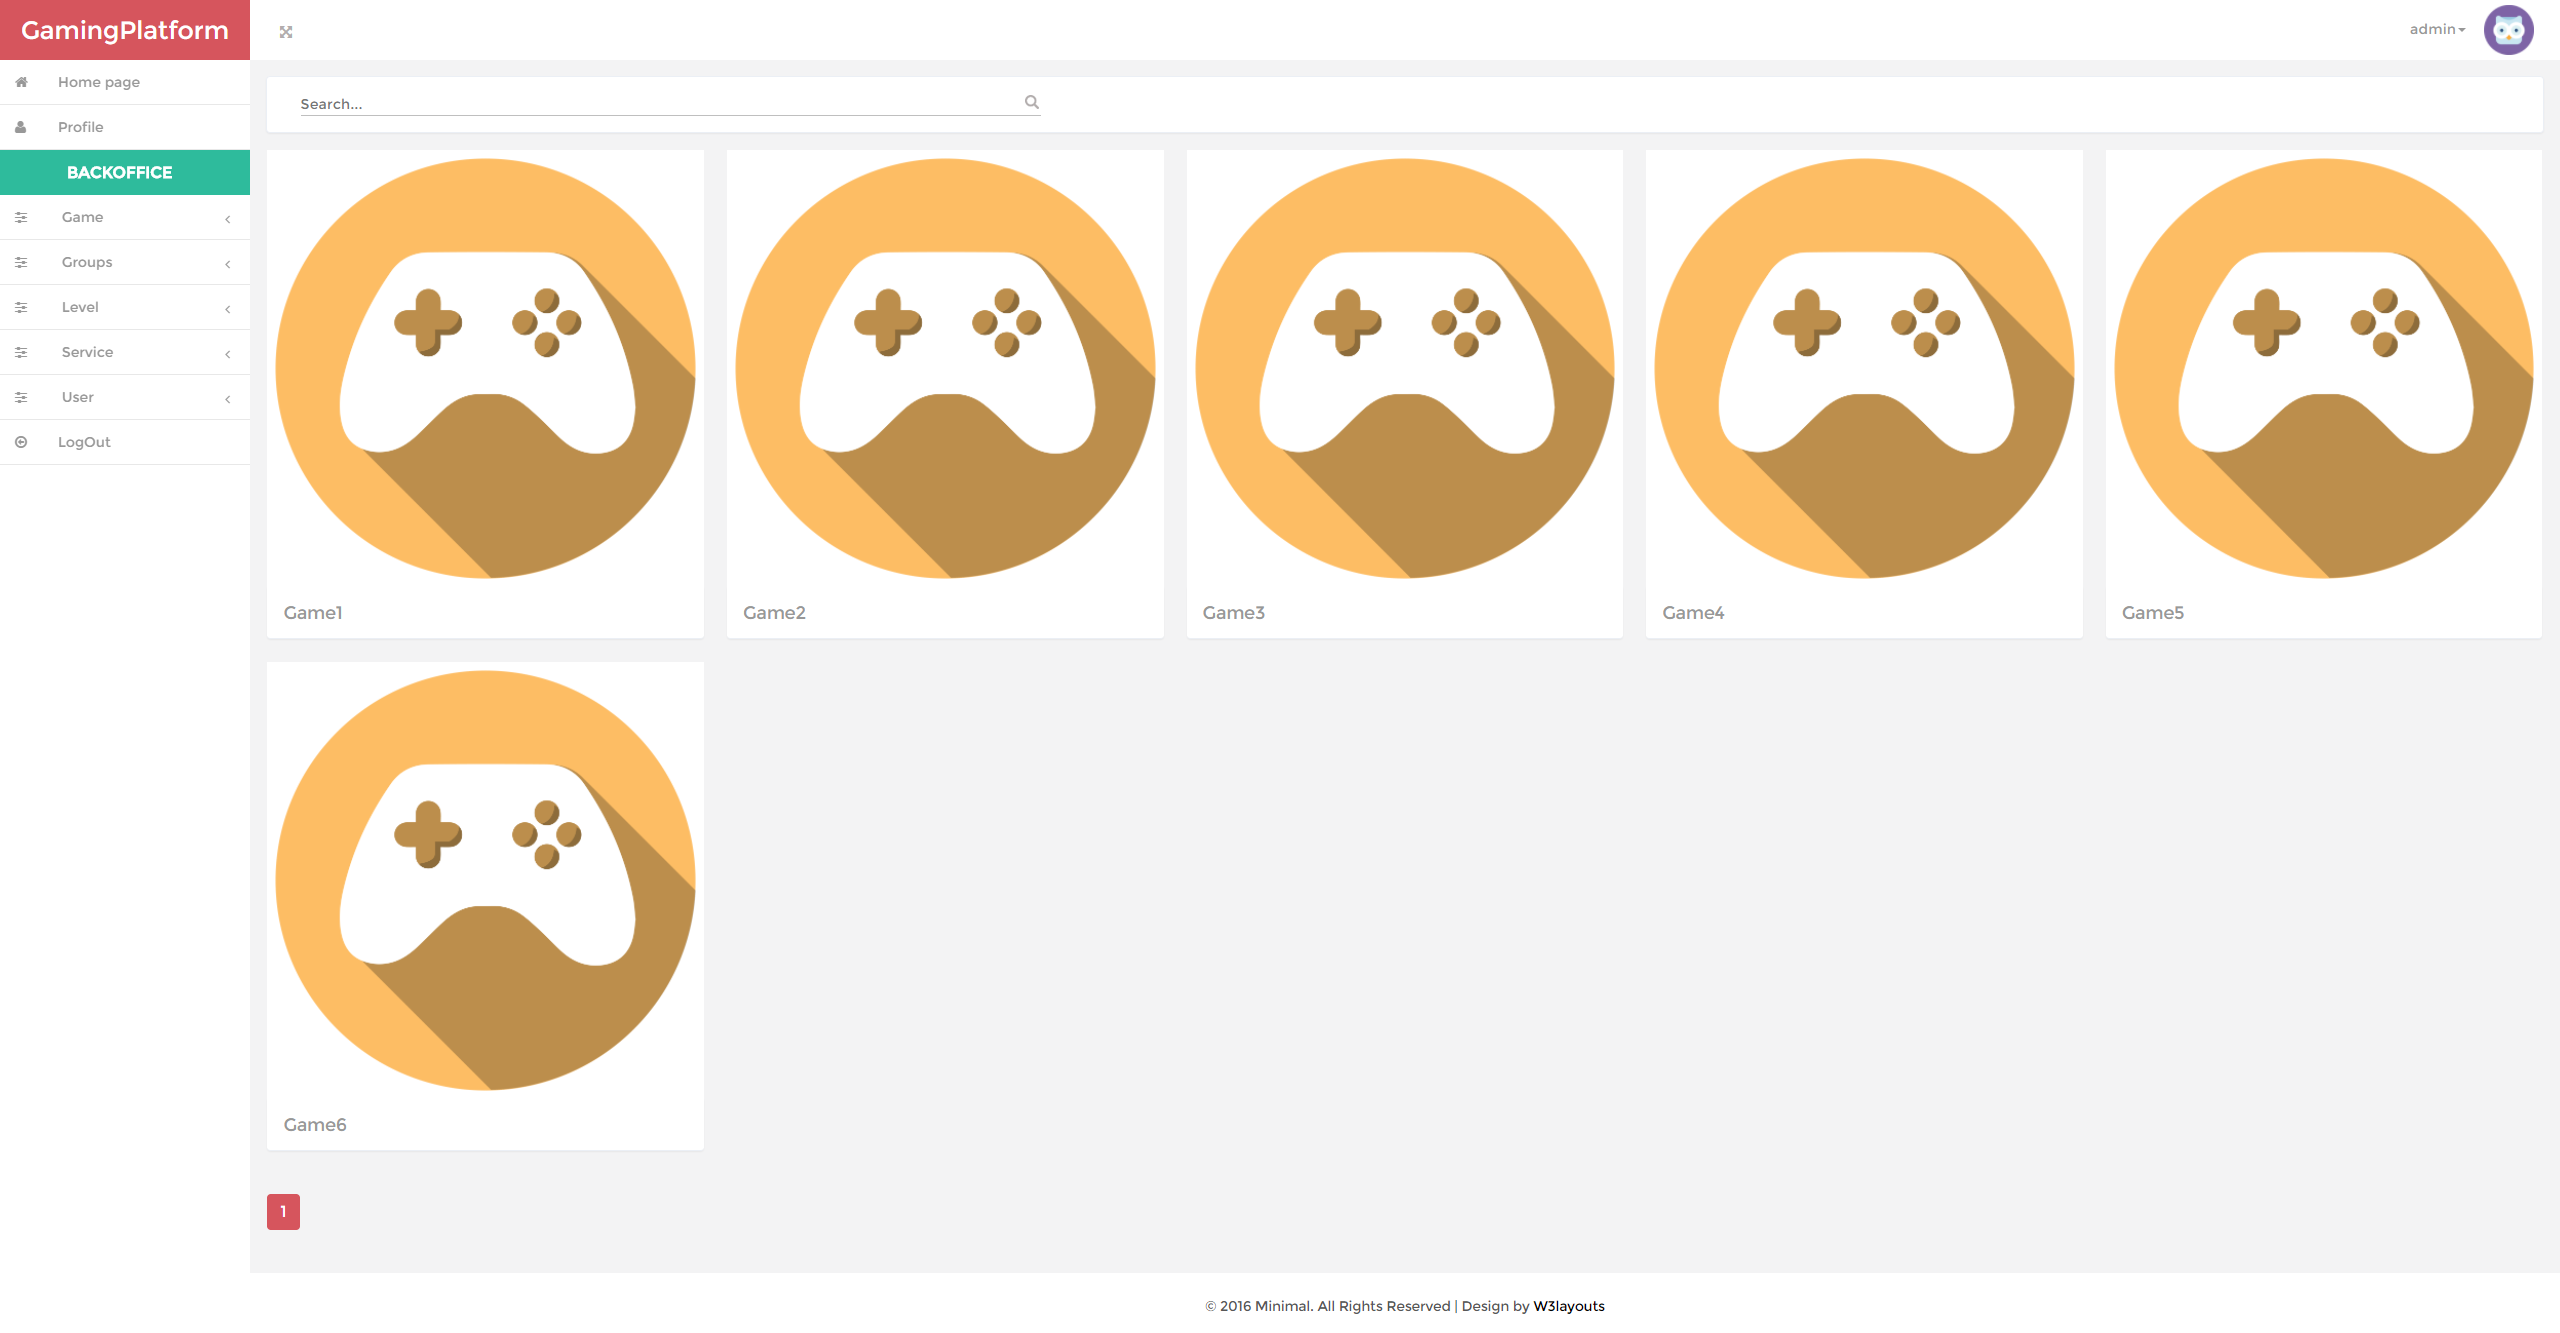 GamingPlatform
admin
Home page
Profile
BACKOFFICE
Game
Groups
Level
Service
User
LogOut
Search...
Game1
Game2
Game3
Game4
Game5
Game6
1
© 2016 Minimal. All Rights Reserved | Design by W3layouts